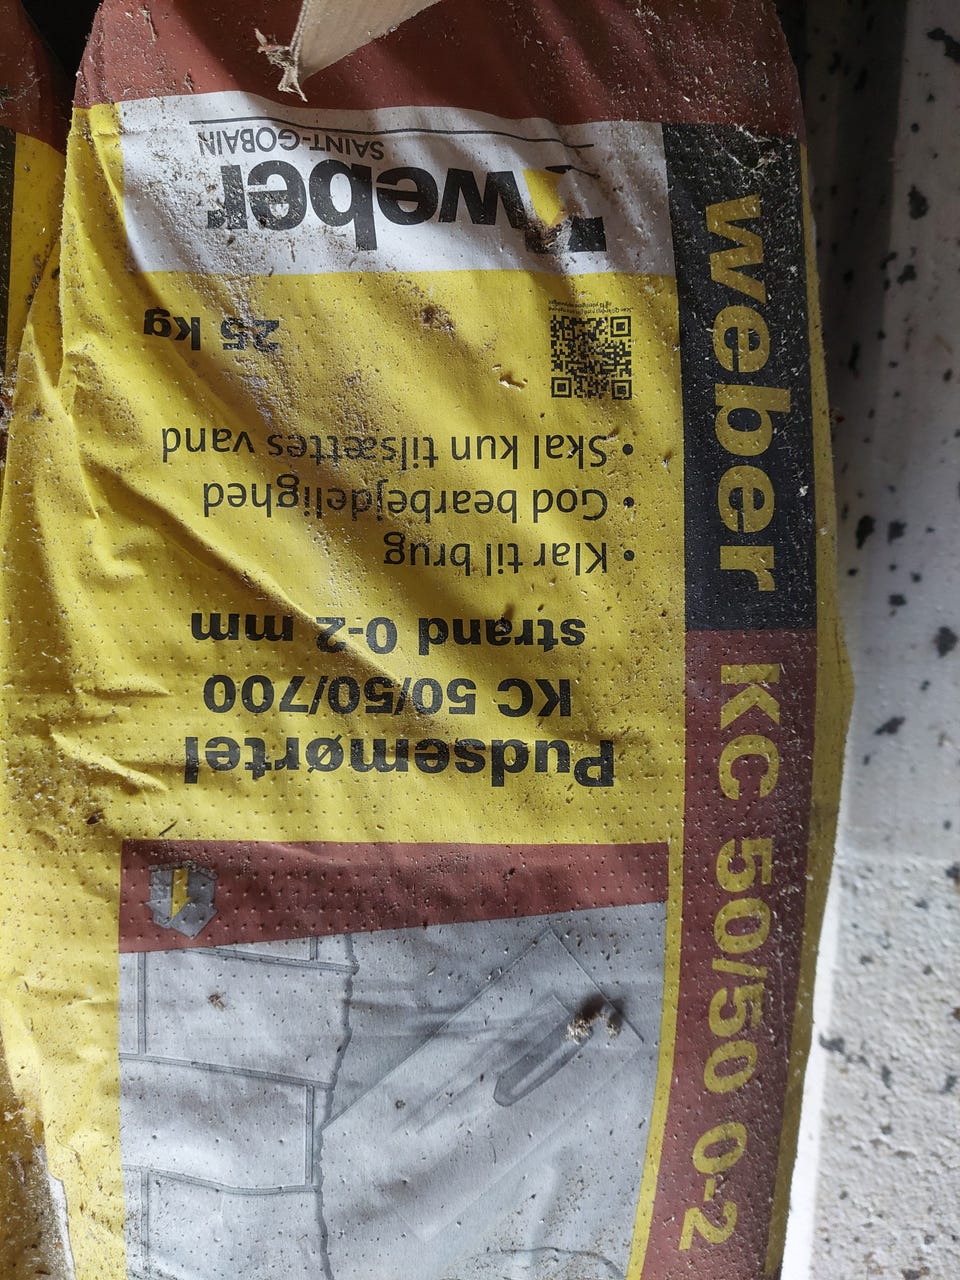 weber
SAINT-GOBAIN
25 kg
• Skal kun tilsættes vand
• God bearbejdelighed
• Klar til brug
strand 0-2 mm
KC 50/50/700
Pudsemørtel
weber KC 50/50 0-2